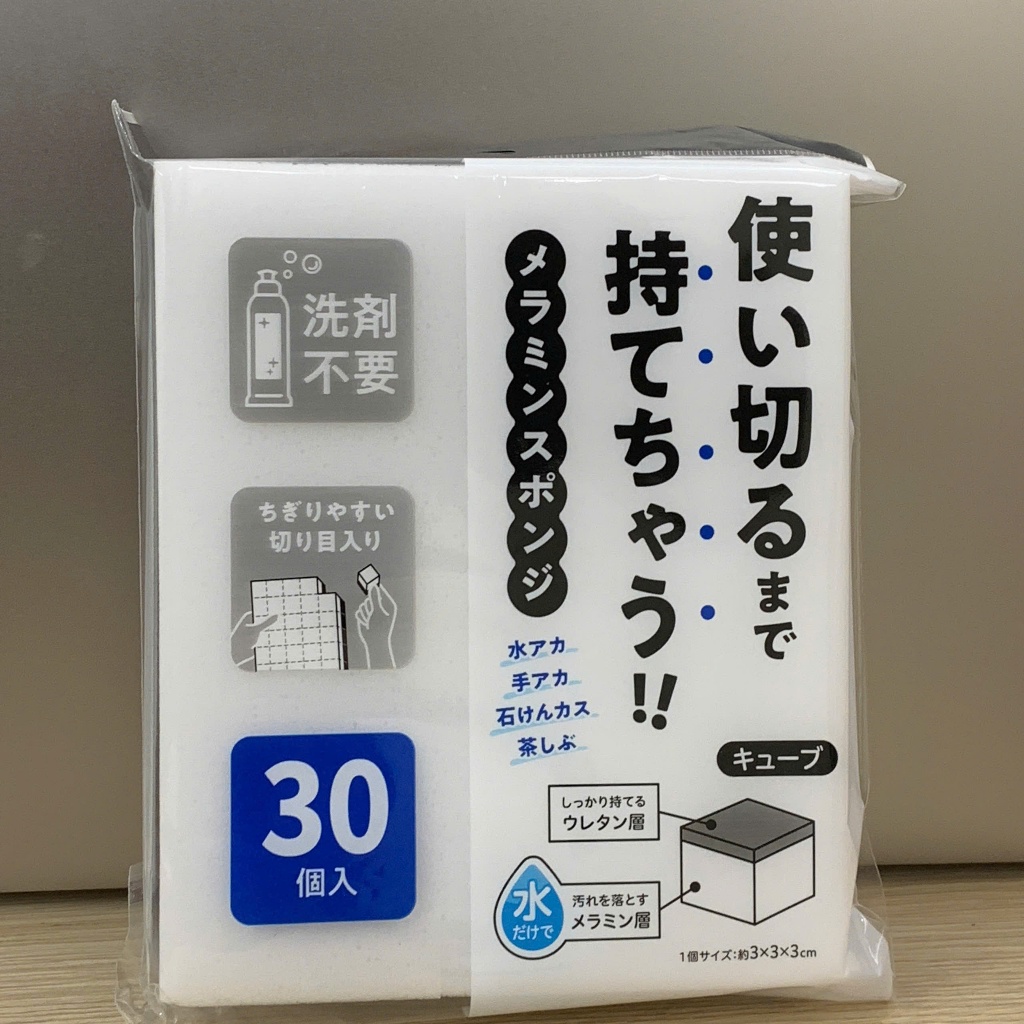 使い切るまで
持てちゃう!!
メラミンスポンジ
水アカ
手アカ
石けんカス
茶しぶ
洗剤
不要
ちぎりやすい
切り目入り
30
個入
キューブ
しっかり持てる
ウレタン層
水
だけで
汚れを落とす
メラミン層
1個サイズ:約3×3×3cm